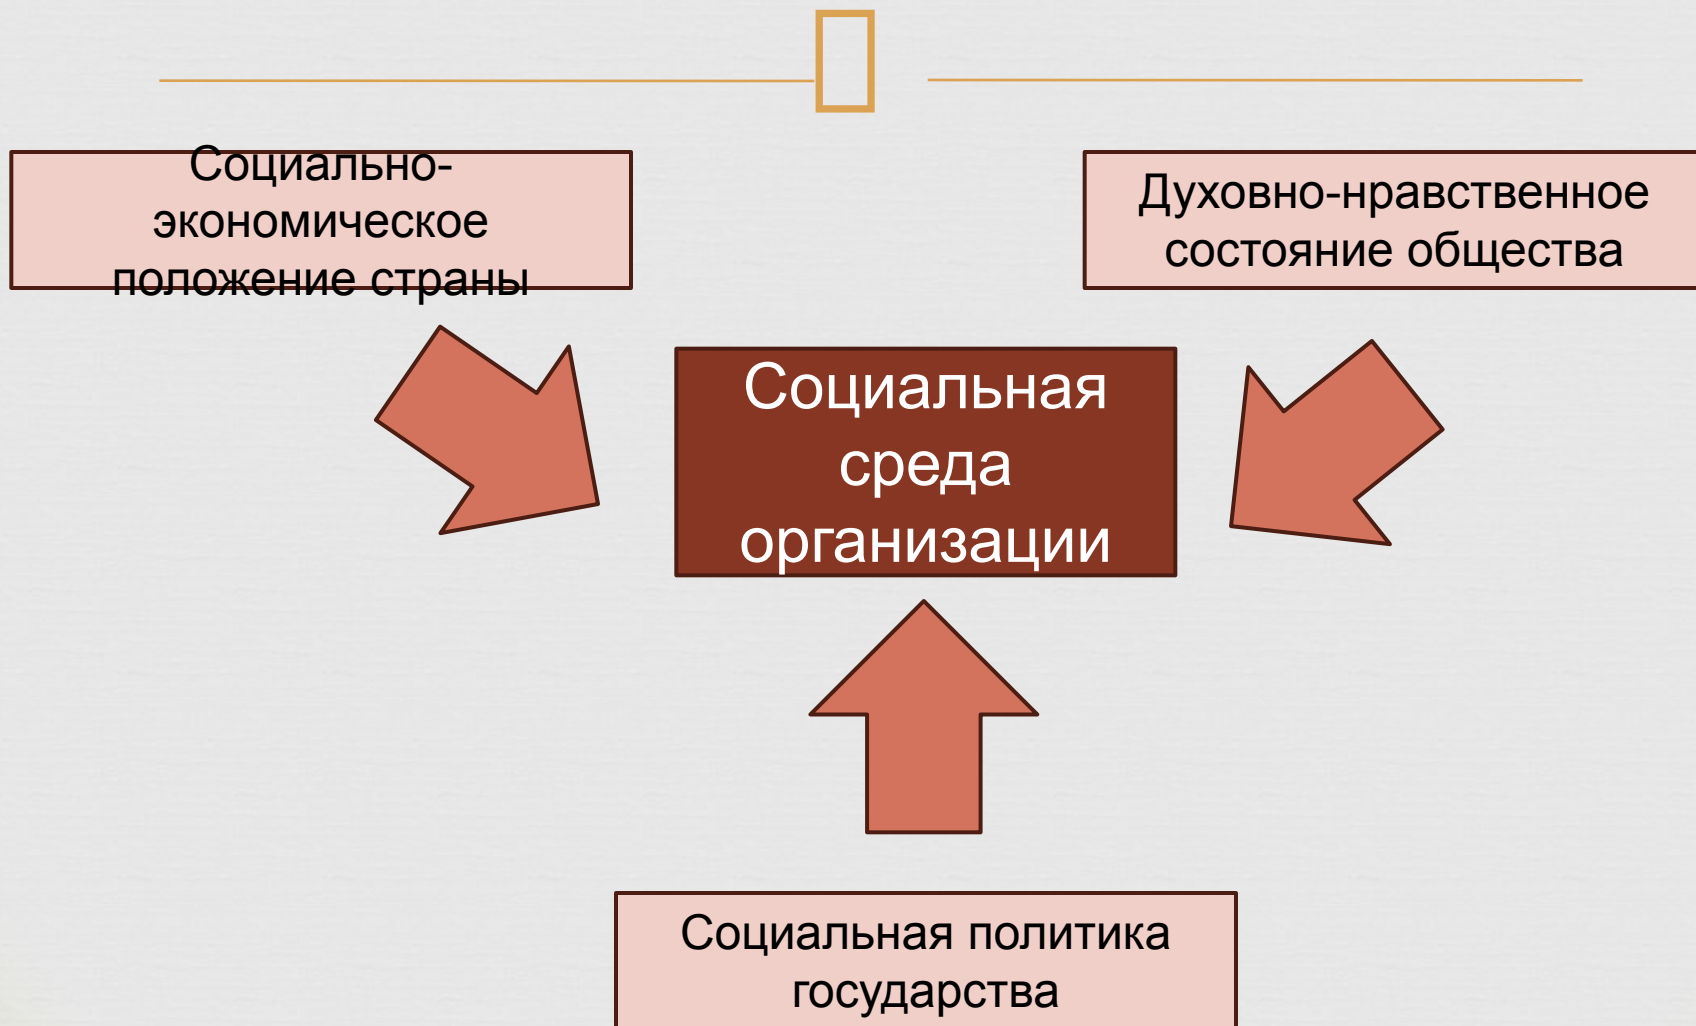 Социально-
экономическое
положение страны
Духовно-нравственное
состояние общества
Социальная
среда
организации
Социальная политика
государства